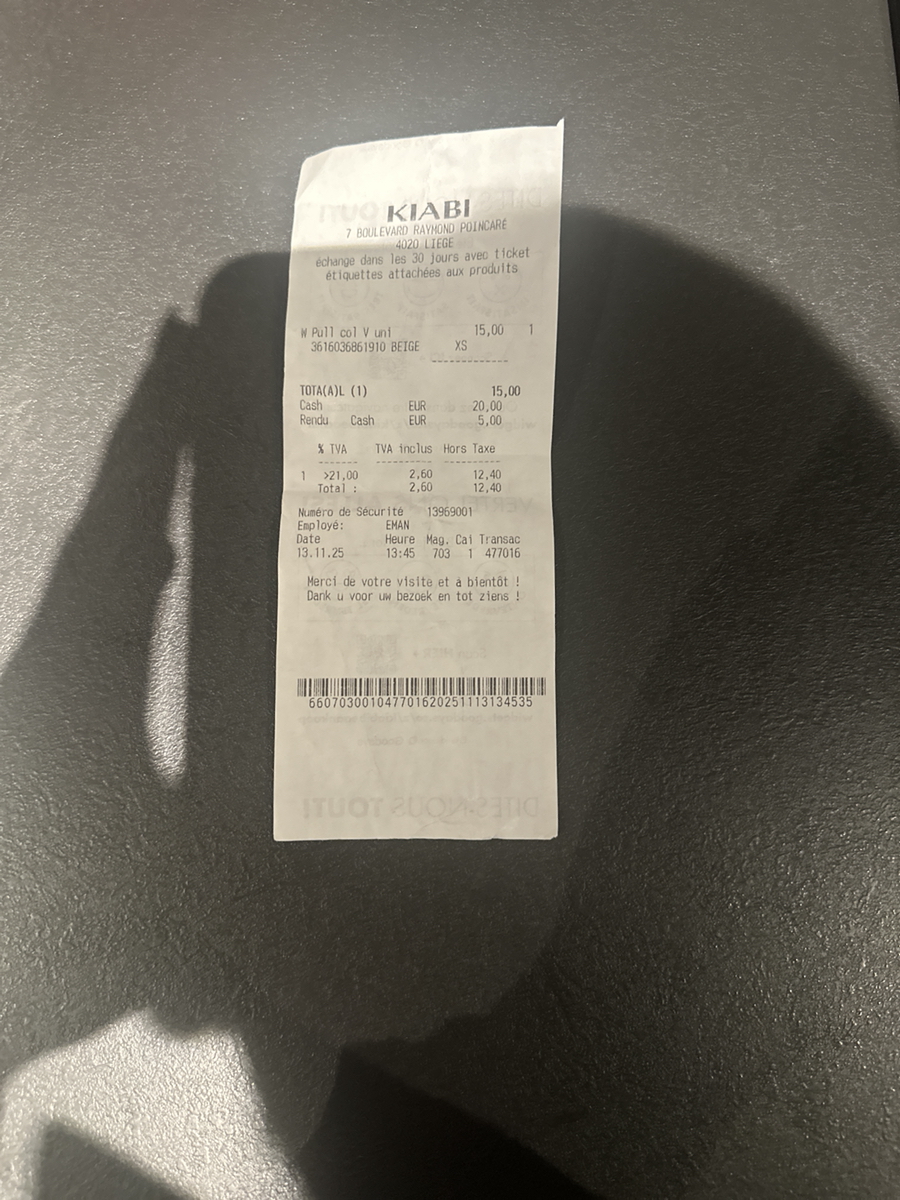 KIABI
7 BOULEVARD RAYMOND POINCARÉ
4020 LIEGE
échange dans les 30 jours avec ticket
étiquettes attachées aux produits
W Pull col V uni 15,00 1
3616036861910 BEIGE XS
------------
TOTA(A)L (1) 15,00
Cash EUR 20,00
Rendu Cash EUR 5,00
% TVA TVA inclus Hors Taxe
------- ---------- ----------
1 >21,00 2,60 12,40
Total : 2,60 12,40
Numéro de Sécurité 13969001
Employé: EMAN
Date Heure Mag. Cai Transac
13.11.25 13:45 703 1 477016
Merci de votre visite et à bientôt !
Dank u voor uw bezoek en tot ziens !
660703001047701620251113134535
DITES-NOUS TOUT!